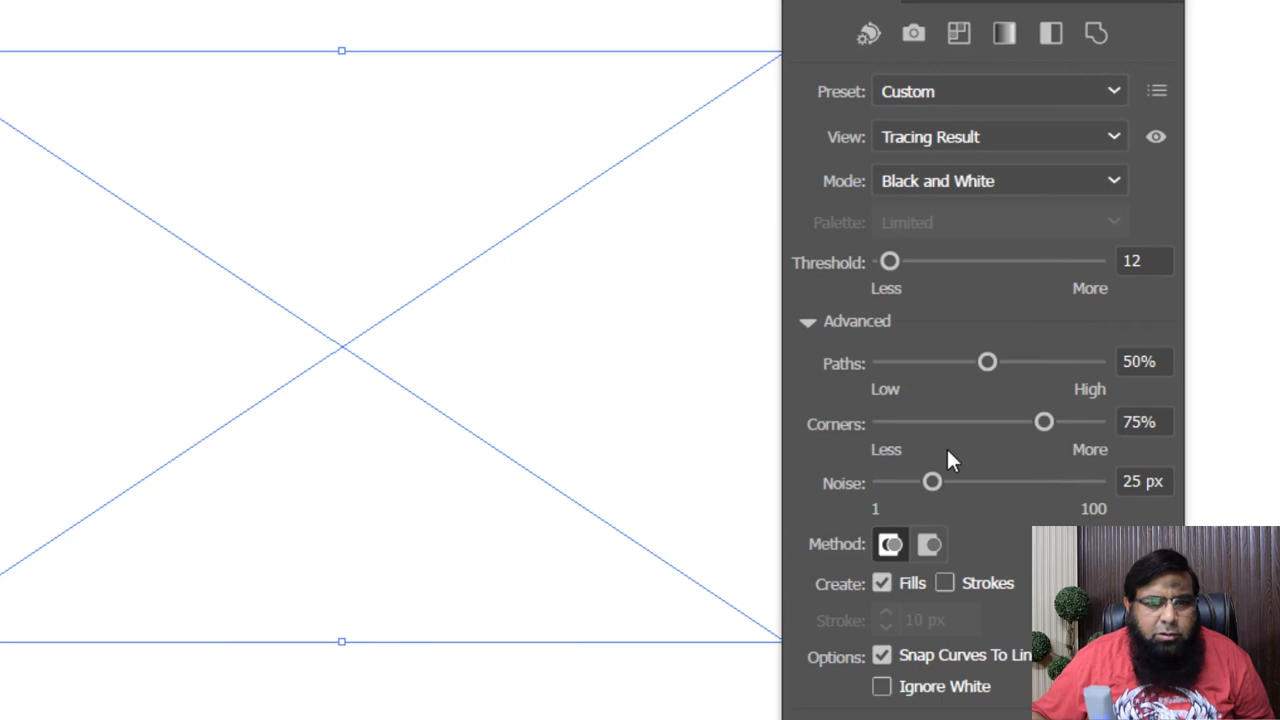 Preset: Custom
View: Tracing Result
Mode: Black and White
Palette: Limited
Threshold: 12
Less More
Advanced
Paths: 50%
Low High
Corners: 75%
Less More
Noise: 25 px
1 100
Method:
Create: Fills Strokes
Stroke: 10 px
Options: Snap Curves To Lin
Ignore White